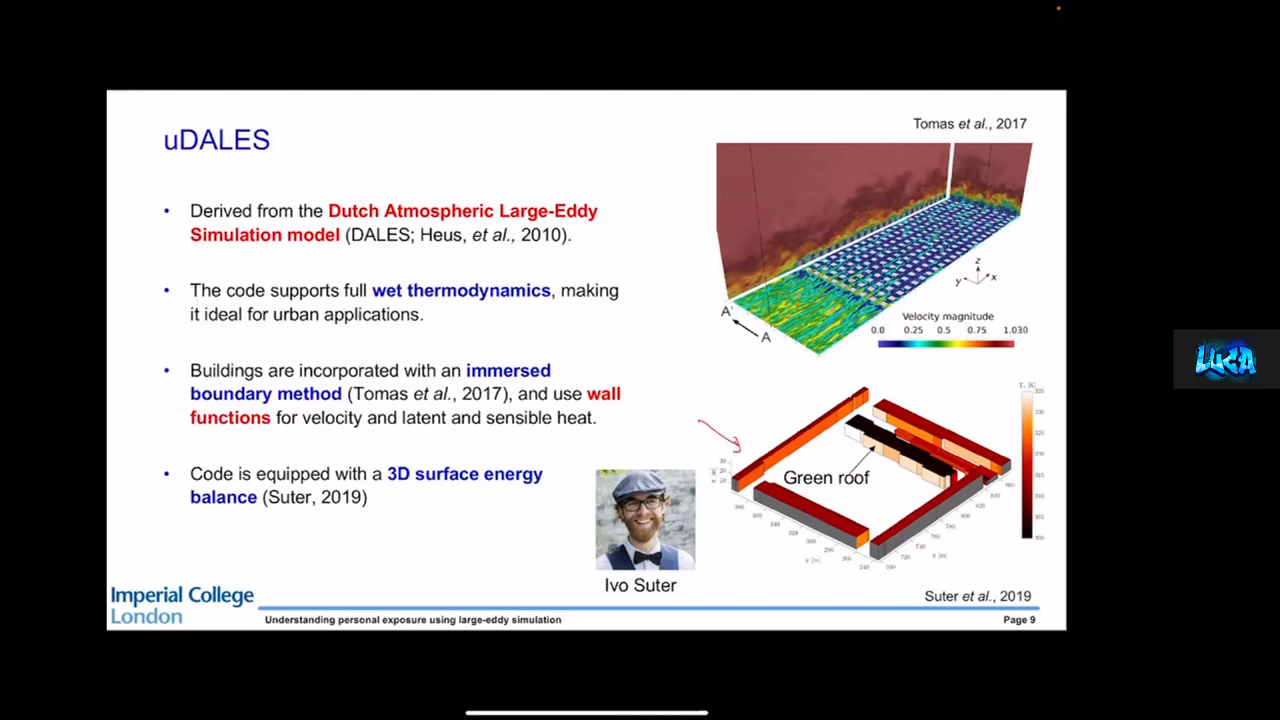 Tomas et al., 2017
uDALES
• Derived from the Dutch Atmospheric Large-Eddy
Simulation model (DALES; Heus, et al., 2010).
• The code supports full wet thermodynamics, making
it ideal for urban applications.
• Buildings are incorporated with an immersed
boundary method (Tomas et al., 2017), and use wall
functions for velocity and latent and sensible heat.
• Code is equipped with a 3D surface energy
balance (Suter, 2019)
z
y
x
A'
A
Velocity magnitude
0.0 0.25 0.5 0.75 1.030
Green roof
Ivo Suter
Suter et al., 2019
Imperial College
London
Understanding personal exposure using large-eddy simulation
Page 9
LUCA